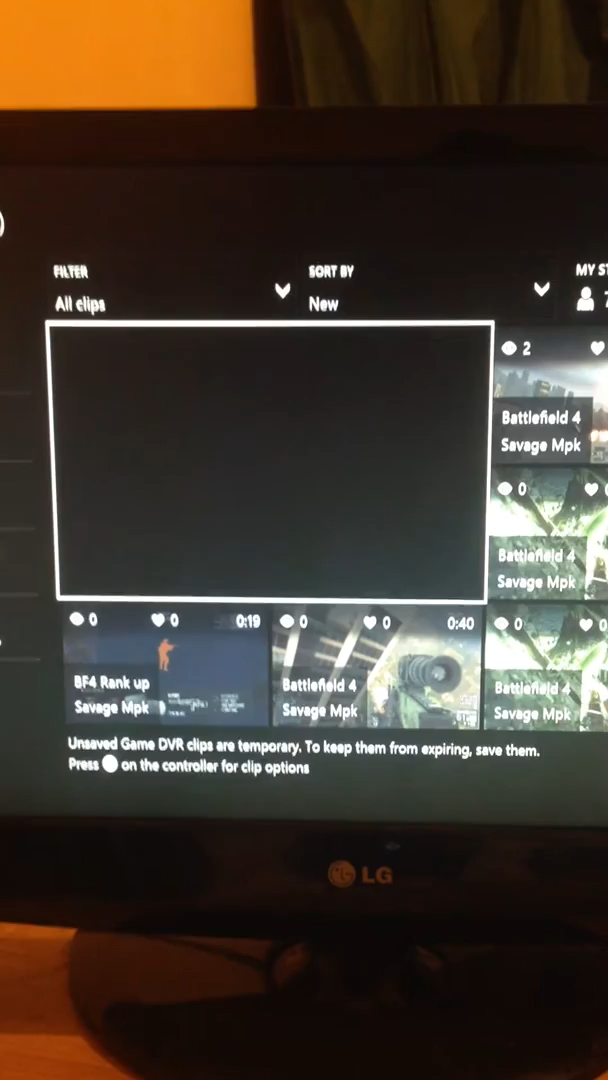 FILTER
All clips
SORT BY
New
MY ST
2
Battlefield 4
Savage Mpk
0
0
Battlefield 4
Savage Mpk
0
0
Battlefield 4
Savage Mpk
0
0
0:19
BF4 Rank up
Savage Mpk
0
0
0:40
Battlefield 4
Savage Mpk
Unsaved Game DVR clips are temporary. To keep them from expiring, save them.
Press on the controller for clip options
LG